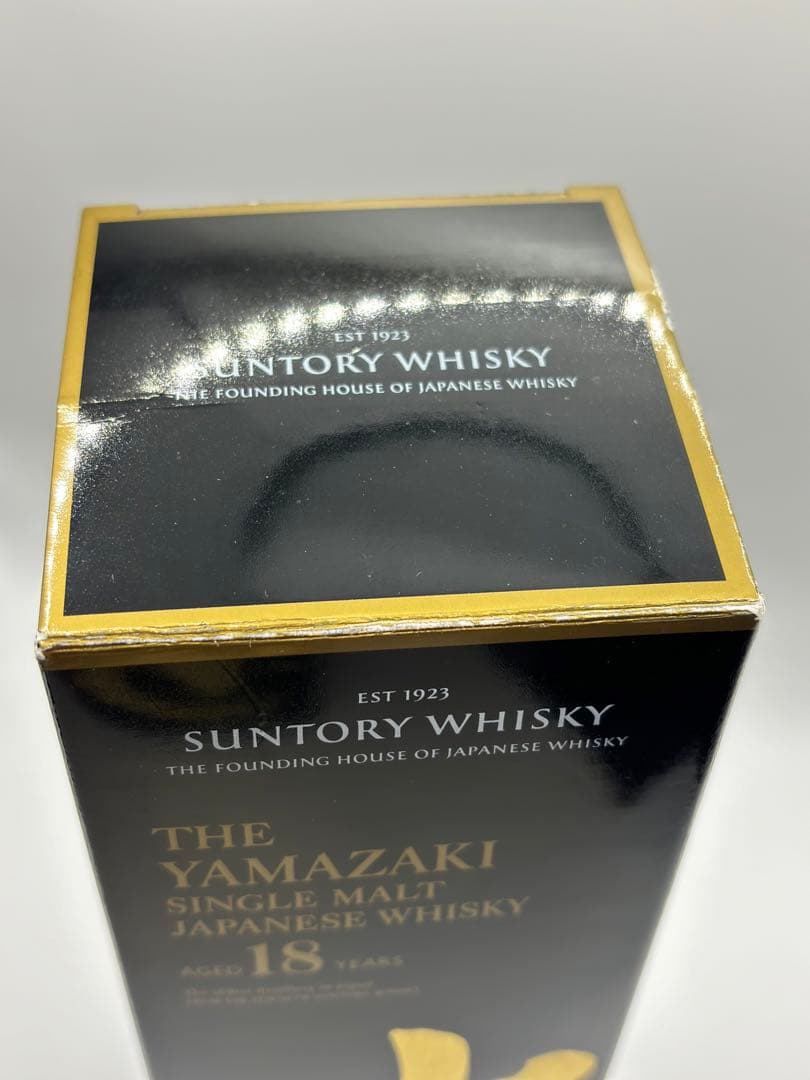 EST 1923
SUNTORY WHISKY
THE FOUNDING HOUSE OF JAPANESE WHISKY
EST 1923
SUNTORY WHISKY
THE FOUNDING HOUSE OF JAPANESE WHISKY
THE
YAMAZAKI
SINGLE MALT
JAPANESE WHISKY
AGED 18 YEARS